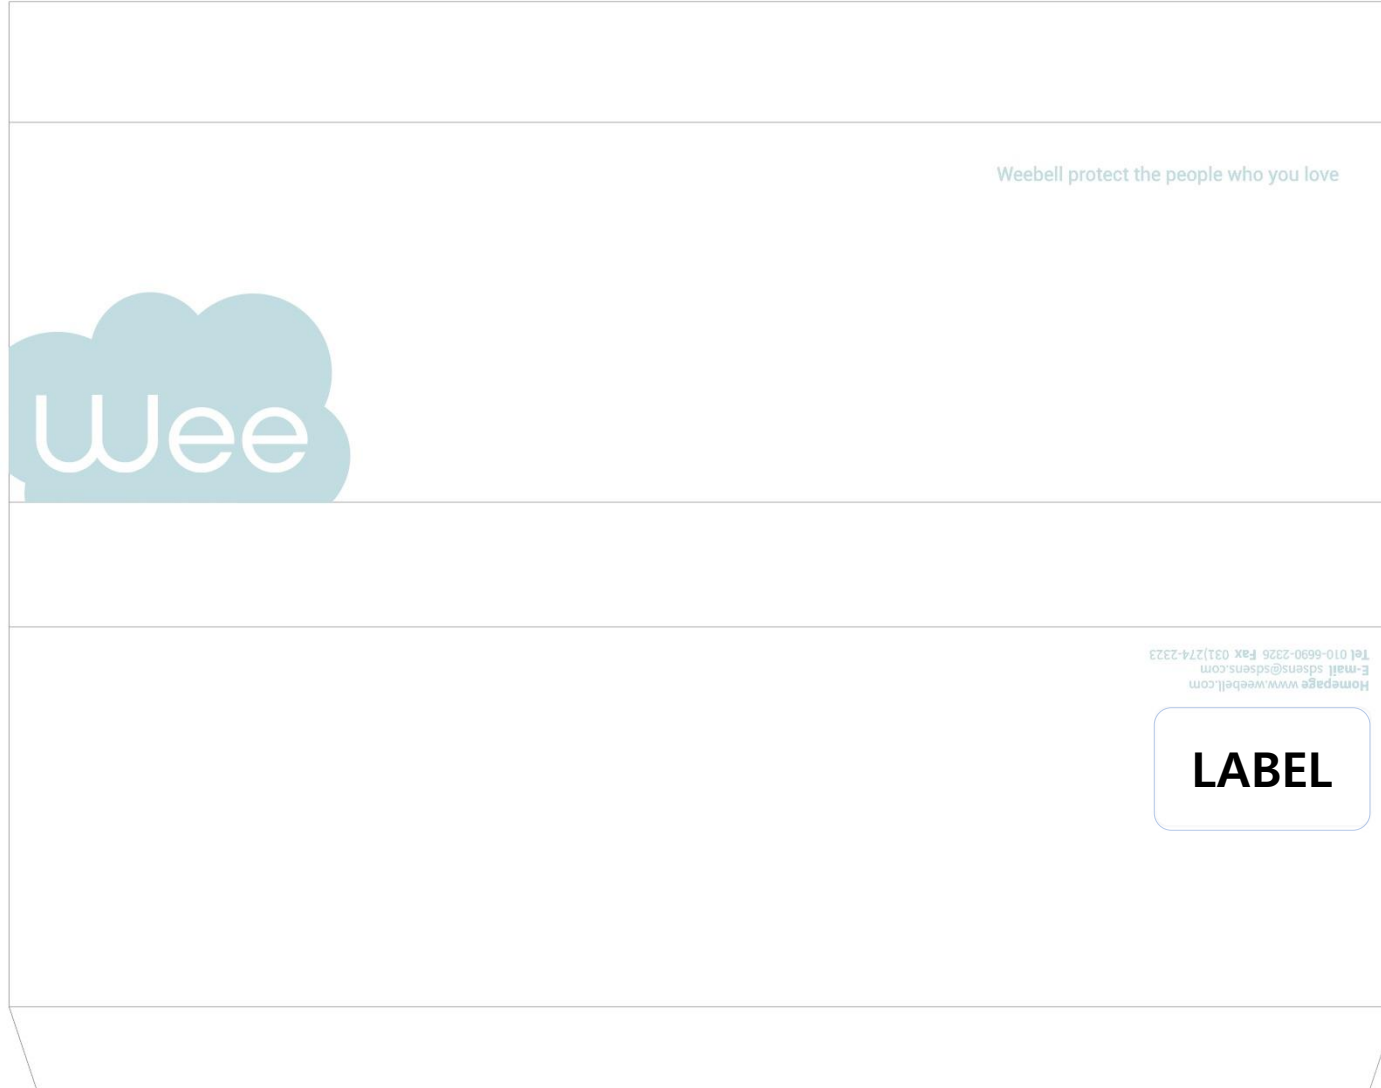 Weebell protect the people who you love
Wee
Homepage www.weebell.com
E-mail sdsens@sdsens.com
Tel 010-6690-2326 Fax 031)274-2323
LABEL